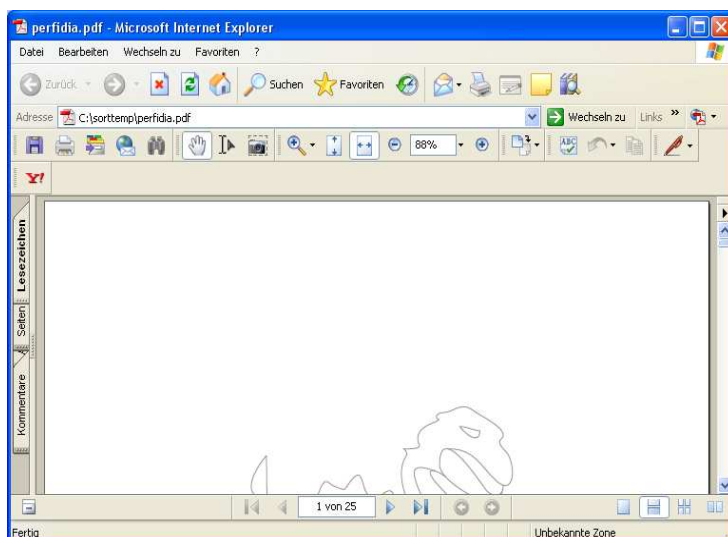 perfidia.pdf - Microsoft Internet Explorer
Datei Bearbeiten Wechseln zu Favoriten ?
Zurück Suchen Favoriten
Adresse C:\sorttemp\perfidia.pdf Wechseln zu Links »
88% ABC
Y!
Lesezeichen
Seiten
Kommentare
1 von 25
Fertig Unbekannte Zone